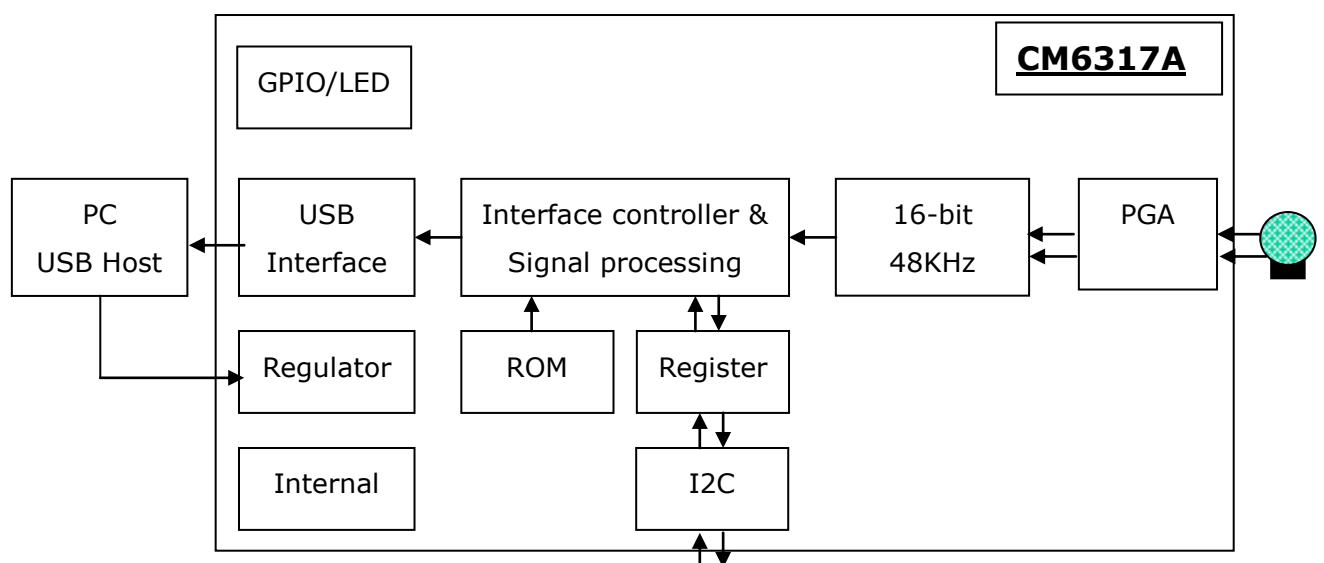 CM6317A
GPIO/LED
PC
USB Host
USB
Interface
Interface controller &
Signal processing
16-bit
48KHz
PGA
Regulator
ROM
Register
Internal
I2C